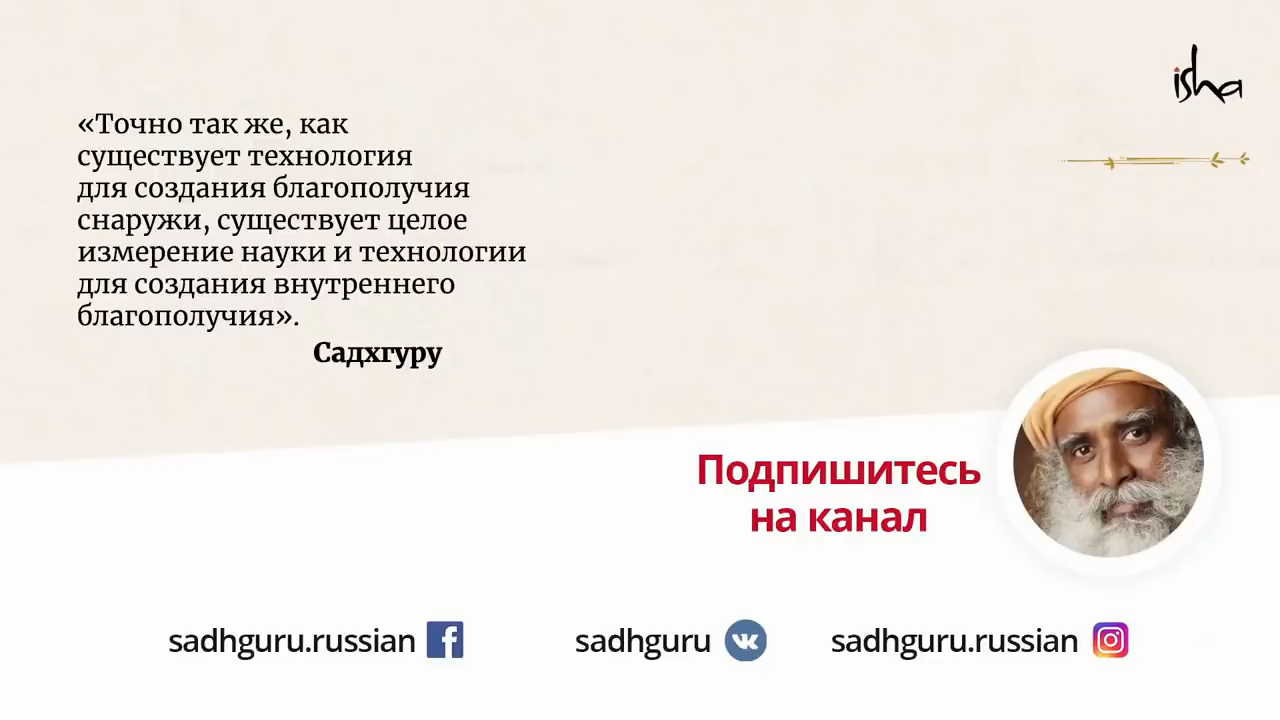 isha
«Точно так же, как
существует технология
для создания благополучия
снаружи, существует целое
измерение науки и технологии
для создания внутреннего
благополучия».
Садхгуру
Подпишитесь
на канал
sadhguru.russian
sadhguru
sadhguru.russian